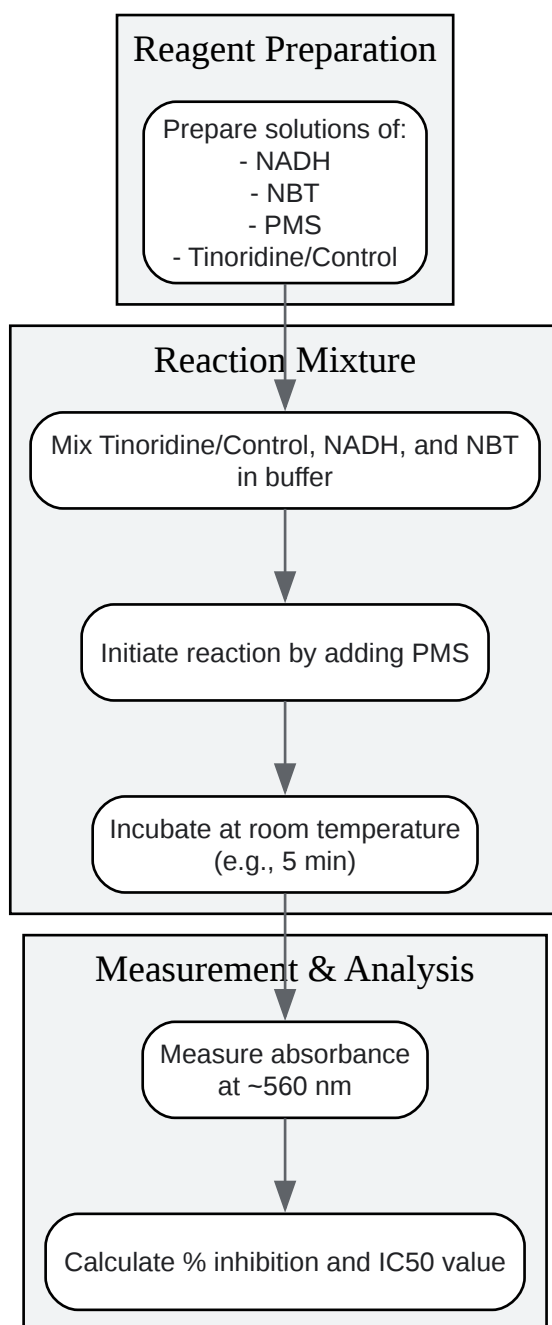 Reagent Preparation
Prepare solutions of:
- NADH
- NBT
- PMS
- Tinoridine/Control
Reaction Mixture
Mix Tinoridine/Control, NADH, and NBT
in buffer
Initiate reaction by adding PMS
Incubate at room temperature
(e.g., 5 min)
Measurement & Analysis
Measure absorbance
at ~560 nm
Calculate % inhibition and IC50 value